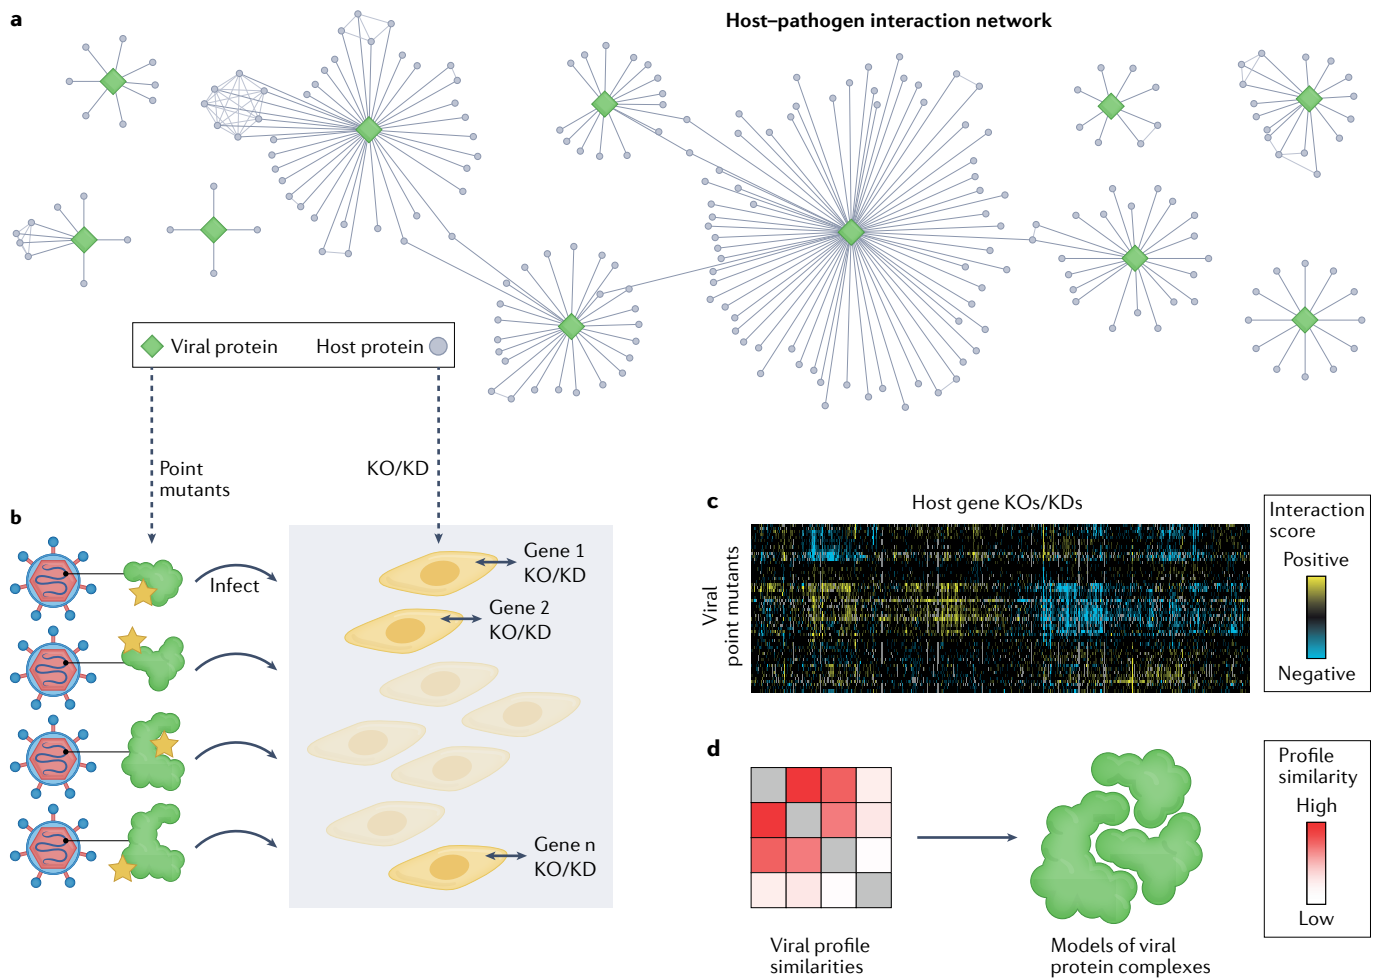 a
Host–pathogen interaction network
Viral protein
Host protein
Point
mutants
KO/KD
b
Infect
Gene 1
KO/KD
Gene 2
KO/KD
Gene n
KO/KD
c
Host gene KOs/KDs
Viral
point mutants
Interaction
score
Positive
Negative
d
Viral profile
similarities
Models of viral
protein complexes
Profile
similarity
High
Low